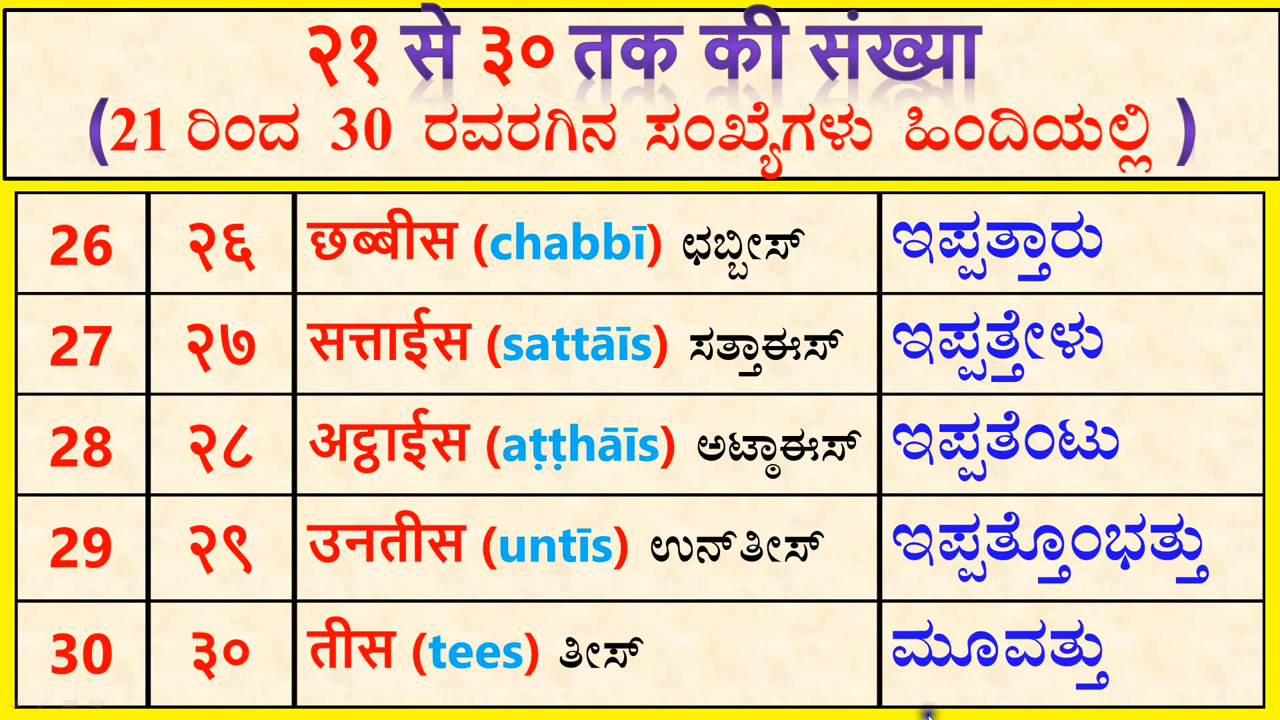 २१ से ३० तक की संख्या
(21 ರಿಂದ 30 ರವರಗಿನ ಸಂಖ್ಯೆಗಳು ಹಿಂದಿಯಲ್ಲಿ )
26 २६ छब्बीस (chabbī) ಛಬ್ಬೀಸ್ ಇಪ್ಪತ್ತಾರು
27 २७ सत्ताईस (sattāīs) ಸತ್ತಾಈಸ್ ಇಪ್ಪತ್ತೇಳು
28 २८ अट्ठाईस (aṭṭhāīs) ಅಟ್ಠಾಈಸ್ ಇಪ್ಪತೆಂಟು
29 २९ उनतीस (untīs) ಉನ್‌ತೀಸ್ ಇಪ್ಪತ್ತೊಂಭತ್ತು
30 ३० तीस (tees) ತೀಸ್ ಮೂವತ್ತು